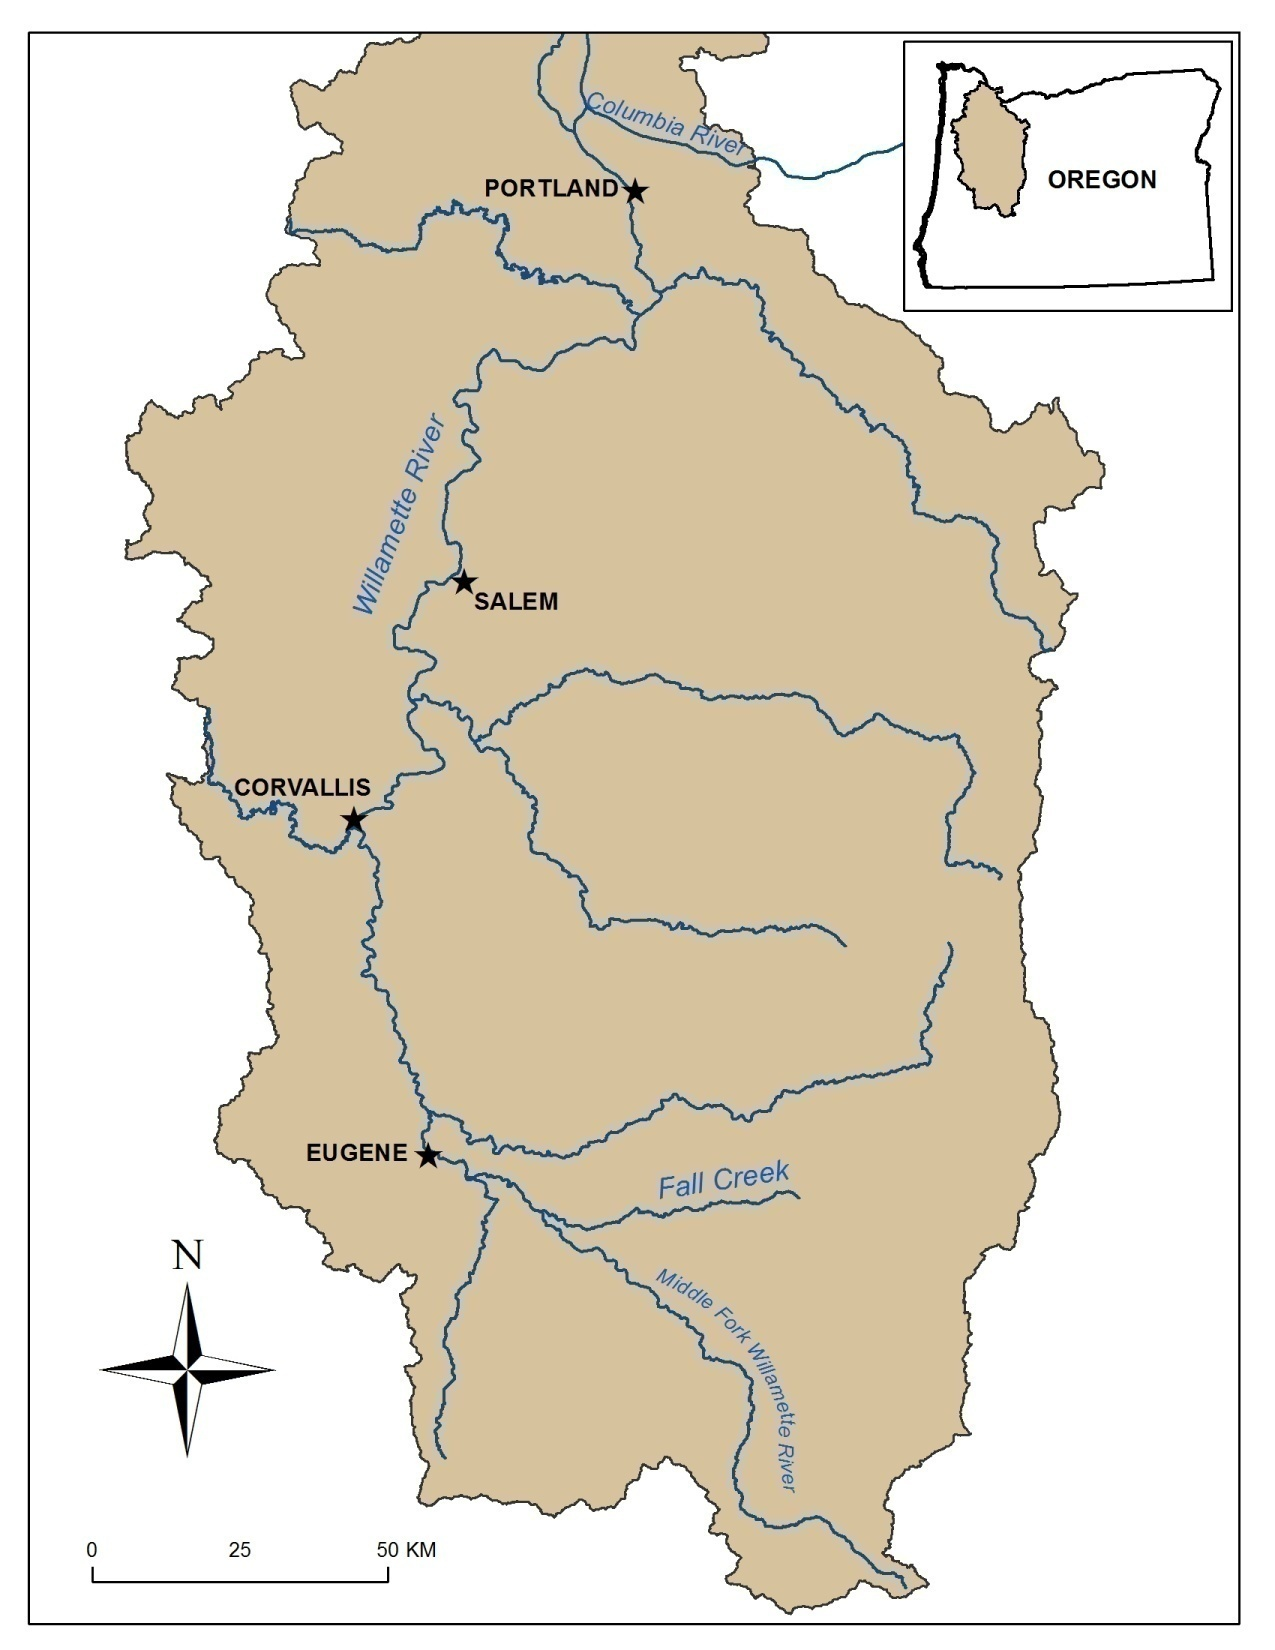 Columbia River
OREGON
PORTLAND
Willamette River
SALEM
CORVALLIS
EUGENE
Fall Creek
N
Middle Fork Willamette River
0 25 50 KM